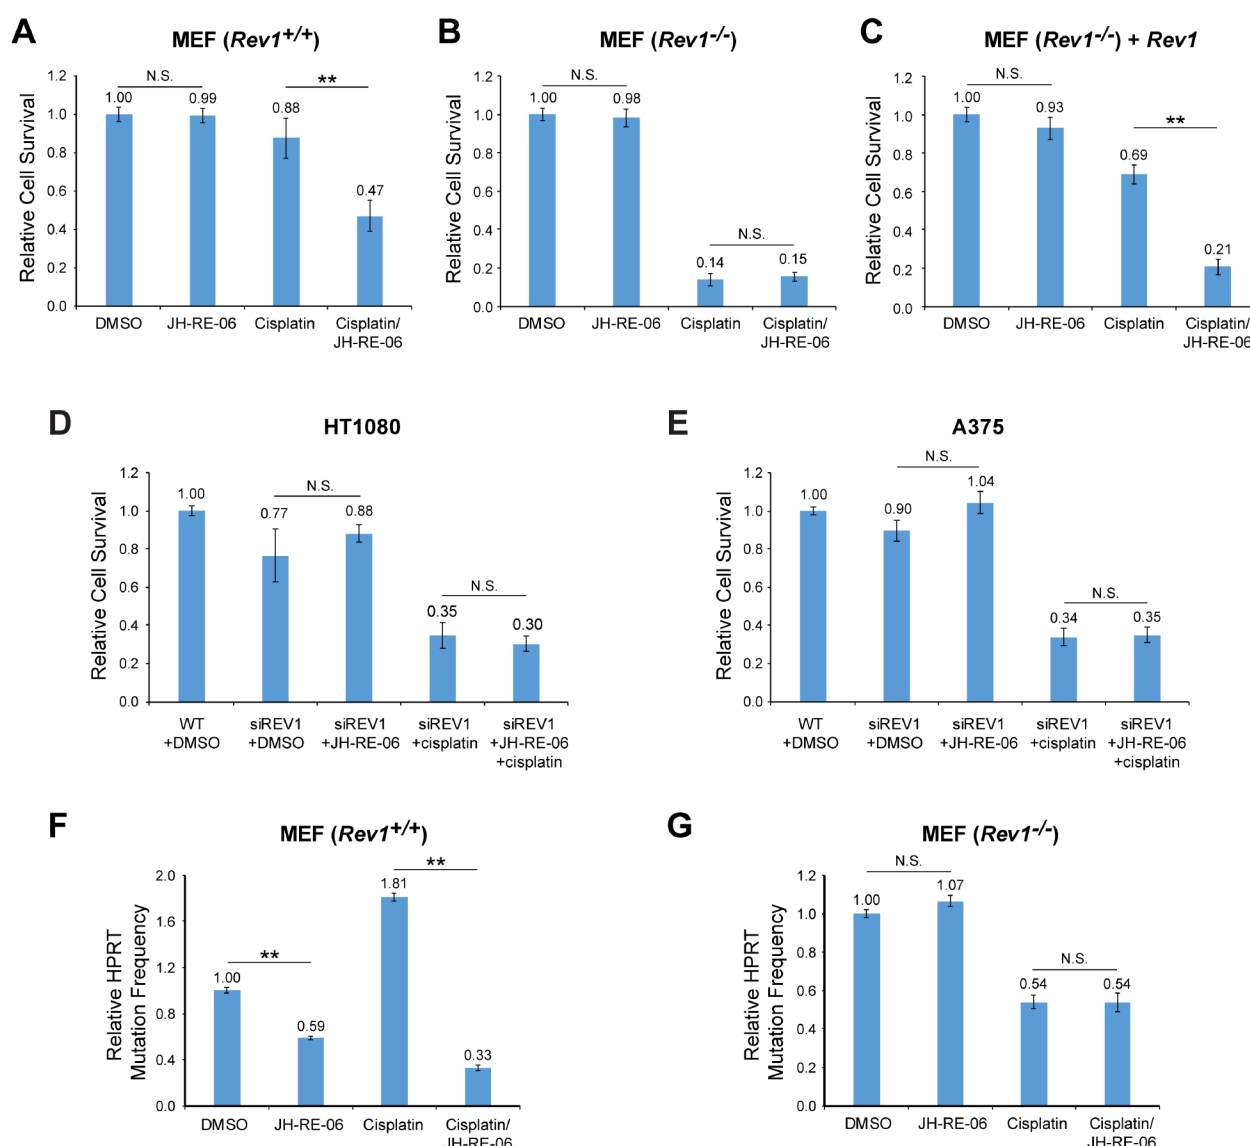 A
MEF (Rev1+/+)
Relative Cell Survival
1.2
1.0
0.8
0.6
0.4
0.2
0.0
N.S.
**
1.00
0.99
0.88
0.47
DMSO
JH-RE-06
Cisplatin
Cisplatin/
JH-RE-06
B
MEF (Rev1-/-)
Relative Cell Survival
1.2
1.0
0.8
0.6
0.4
0.2
0.0
N.S.
1.00
0.98
N.S.
0.14
0.15
DMSO
JH-RE-06
Cisplatin
Cisplatin/
JH-RE-06
C
MEF (Rev1-/-) + Rev1
Relative Cell Survival
1.2
1.0
0.8
0.6
0.4
0.2
0.0
N.S.
1.00
0.93
**
0.69
0.21
DMSO
JH-RE-06
Cisplatin
Cisplatin/
JH-RE-06
D
HT1080
Relative Cell Survival
1.2
1.0
0.8
0.6
0.4
0.2
0.0
1.00
N.S.
0.77
0.88
N.S.
0.35
0.30
WT
+DMSO
siREV1
+DMSO
siREV1
+JH-RE-06
siREV1
+cisplatin
siREV1
+JH-RE-06
+cisplatin
E
A375
Relative Cell Survival
1.2
1.0
0.8
0.6
0.4
0.2
0.0
1.00
N.S.
0.90
1.04
N.S.
0.34
0.35
WT
+DMSO
siREV1
+DMSO
siREV1
+JH-RE-06
siREV1
+cisplatin
siREV1
+JH-RE-06
+cisplatin
F
MEF (Rev1+/+)
Relative HPRT
Mutation Frequency
2.0
1.6
1.2
0.8
0.4
0.0
**
1.00
0.59
**
1.81
0.33
DMSO
JH-RE-06
Cisplatin
Cisplatin/
JH-RE-06
G
MEF (Rev1-/-)
Relative HPRT
Mutation Frequency
1.2
1.0
0.8
0.6
0.4
0.2
0.0
N.S.
1.00
1.07
N.S.
0.54
0.54
DMSO
JH-RE-06
Cisplatin
Cisplatin/
JH-RE-06